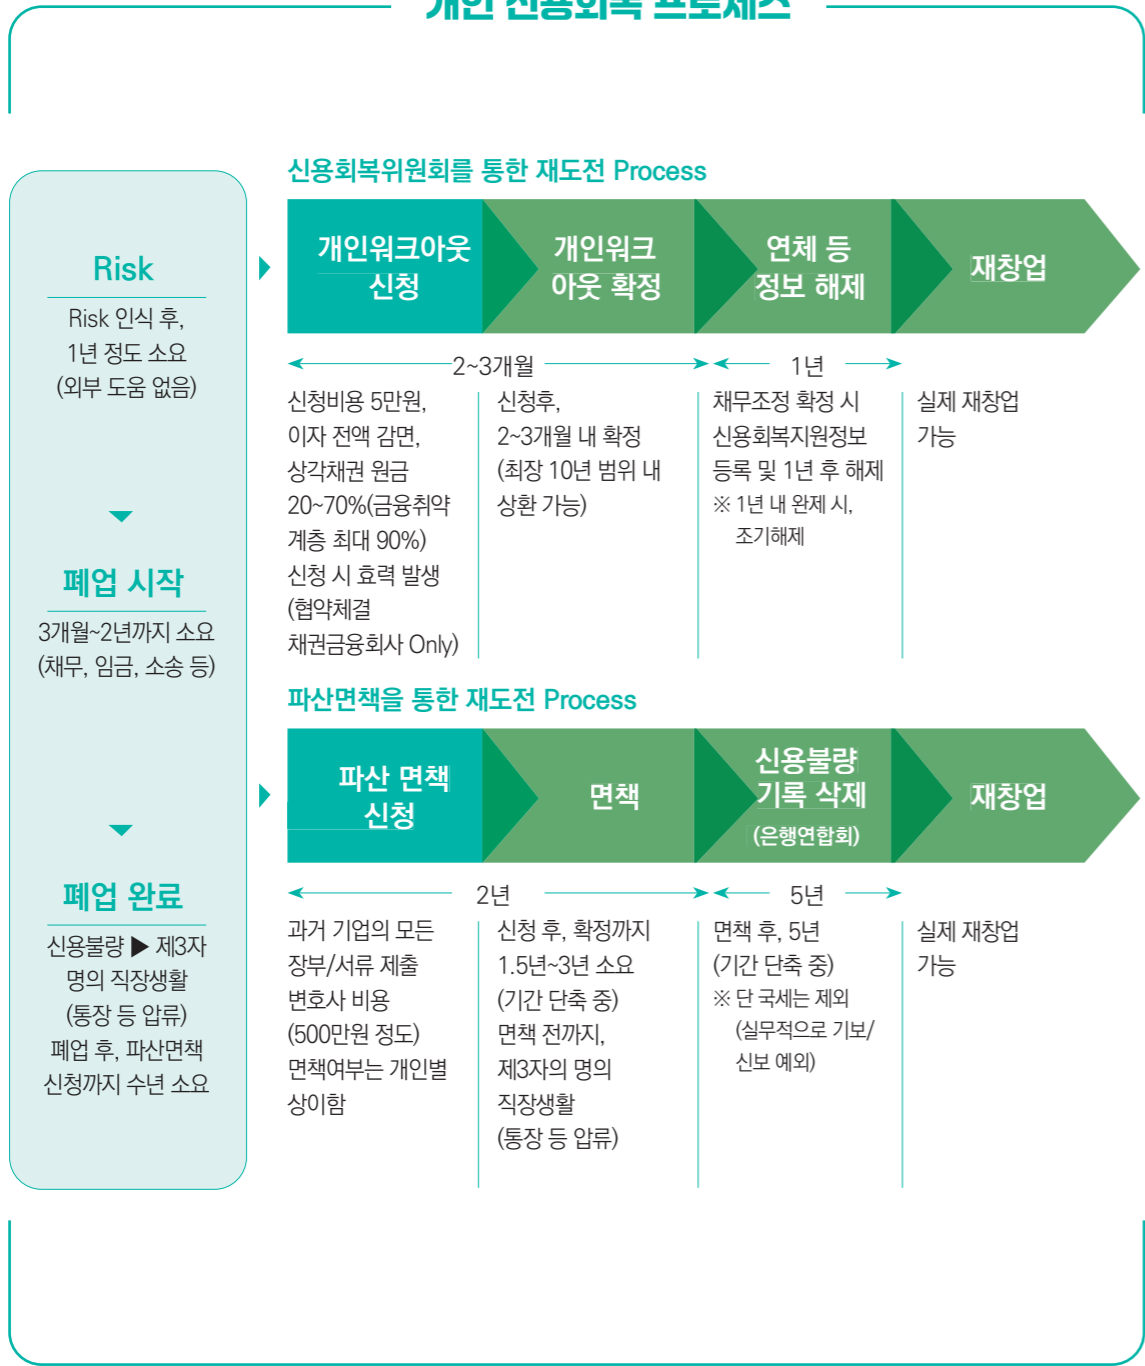 개인 신용회복 프로세스
Risk
Risk 인식 후,
1년 정도 소요
(외부 도움 없음)
폐업 시작
3개월~2년까지 소요
(채무, 임금, 소송 등)
폐업 완료
신용불량 ▶ 제3자
명의 직장생활
(통장 등 압류)
폐업 후, 파산면책
신청까지 수년 소요
신용회복위원회를 통한 재도전 Process
개인워크아웃
신청
개인워크
아웃 확정
연체 등
정보 해제
재창업
2~3개월
1년
신청비용 5만원,
이자 전액 감면,
상각채권 원금
20~70%(금융취약
계층 최대 90%)
신청 시 효력 발생
(협약체결
채권금융회사 Only)
신청후,
2~3개월 내 확정
(최장 10년 범위 내
상환 가능)
채무조정 확정 시
신용회복지원정보
등록 및 1년 후 해제
※ 1년 내 완제 시,
조기해제
실제 재창업
가능
파산면책을 통한 재도전 Process
파산 면책
신청
면책
신용불량
기록 삭제
(은행연합회)
재창업
2년
5년
과거 기업의 모든
장부/서류 제출
변호사 비용
(500만원 정도)
면책여부는 개인별
상이함
신청 후, 확정까지
1.5년~3년 소요
(기간 단축 중)
면책 전까지,
제3자의 명의
직장생활
(통장 등 압류)
면책 후, 5년
(기간 단축 중)
※ 단 국세는 제외
(실무적으로 기보/
신보 예외)
실제 재창업
가능